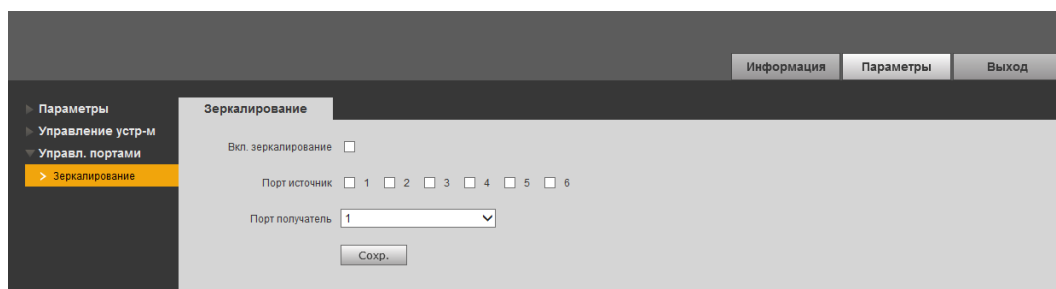 Информация Параметры Выход
Параметры
Управление устр-м
Управл. портами
> Зеркалирование
Зеркалирование
Вкл. зеркалирование
Порт источник 1 2 3 4 5 6
Порт получатель 1
Сохр.